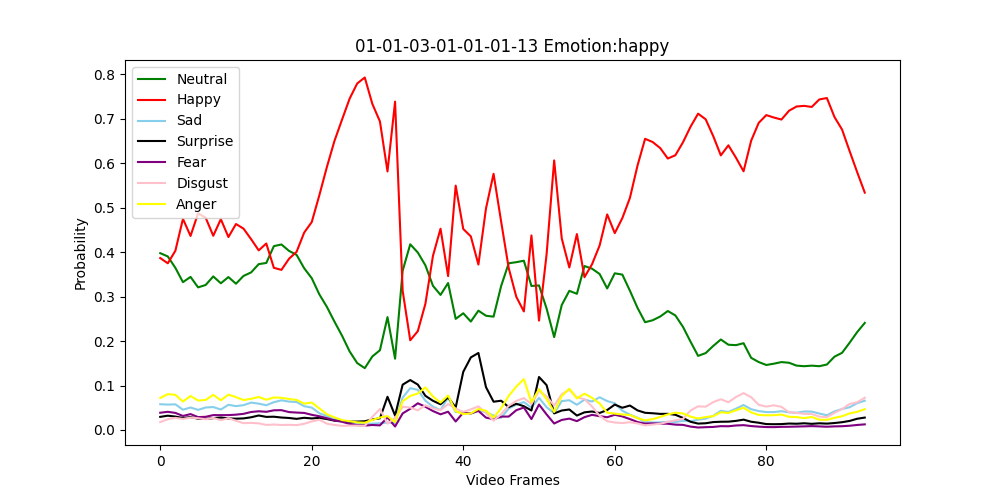 01-01-03-01-01-01-13 Emotion:happy
0.8
0.7
0.6
0.5
0.4
0.3
0.2
0.1
0.0
Probability
Neutral
Happy
Sad
Surprise
Fear
Disgust
Anger
0 20 40 60 80
Video Frames